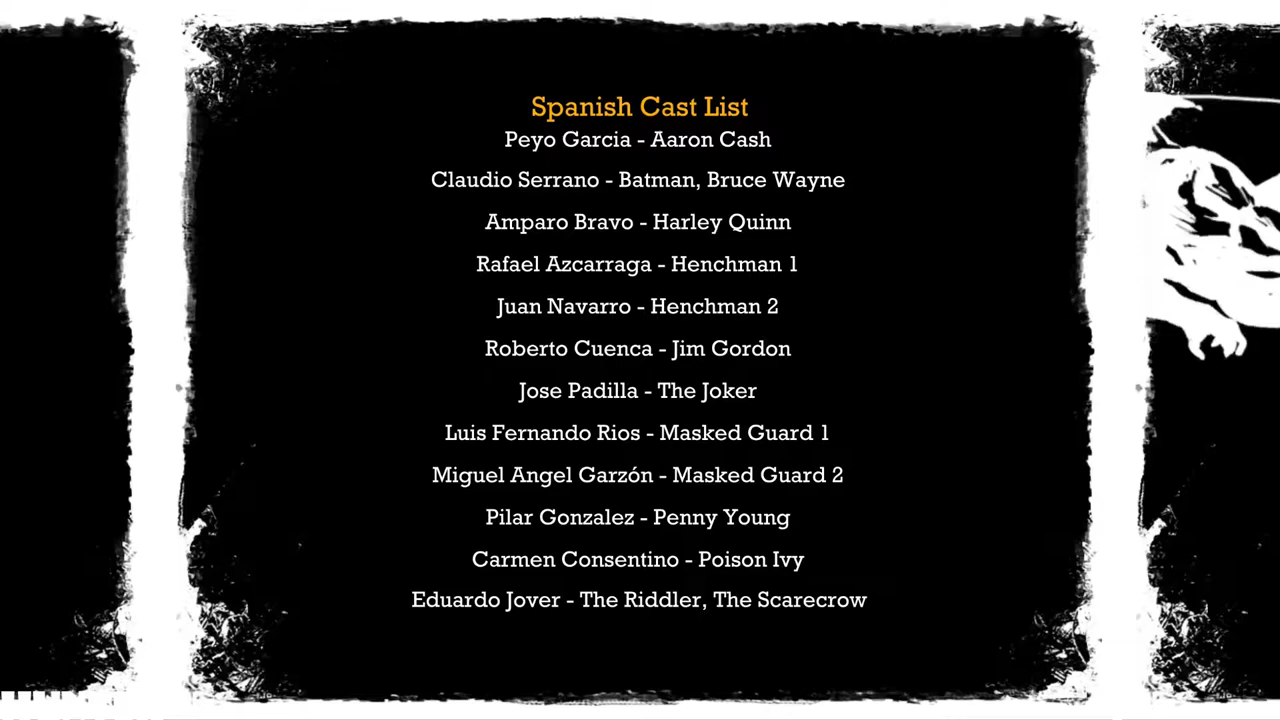 Spanish Cast List
Peyo Garcia - Aaron Cash
Claudio Serrano - Batman, Bruce Wayne
Amparo Bravo - Harley Quinn
Rafael Azcarraga - Henchman 1
Juan Navarro - Henchman 2
Roberto Cuenca - Jim Gordon
Jose Padilla - The Joker
Luis Fernando Rios - Masked Guard 1
Miguel Angel Garzón - Masked Guard 2
Pilar Gonzalez - Penny Young
Carmen Consentino - Poison Ivy
Eduardo Jover - The Riddler, The Scarecrow